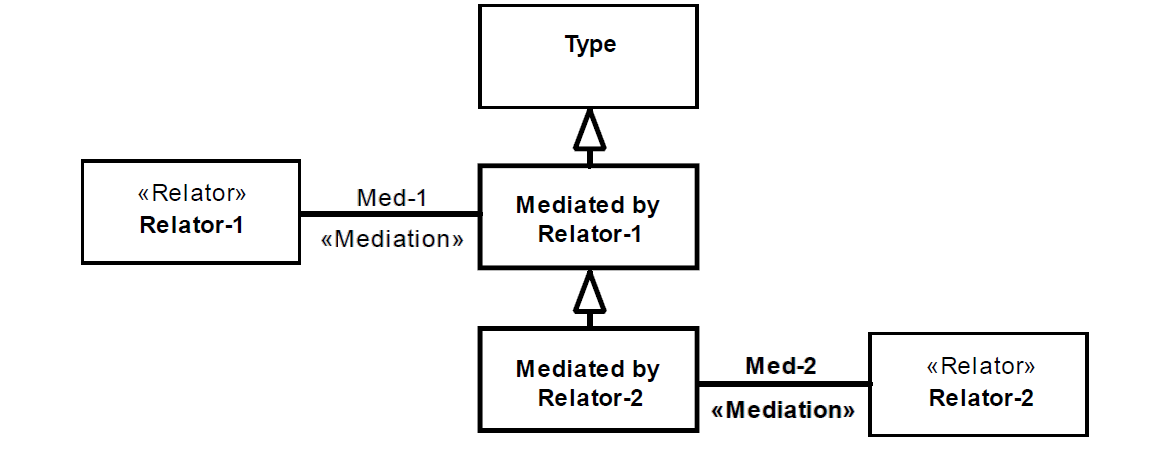 Type
«Relator»
Relator-1
Med-1
«Mediation»
Mediated by
Relator-1
Mediated by
Relator-2
Med-2
«Mediation»
«Relator»
Relator-2